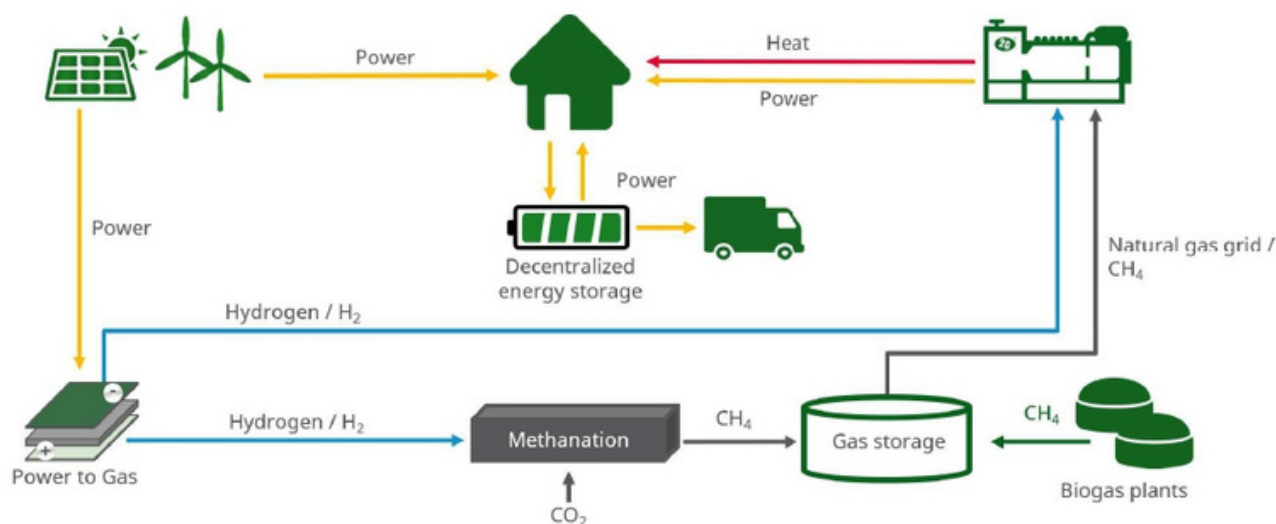 Power
Heat
Power
Power
Power
Decentralized
energy storage
Natural gas grid /
CH₄
Hydrogen / H₂
Hydrogen / H₂
Methanation
CH₄
Gas storage
CH₄
Power to Gas
CO₂
Biogas plants
2G